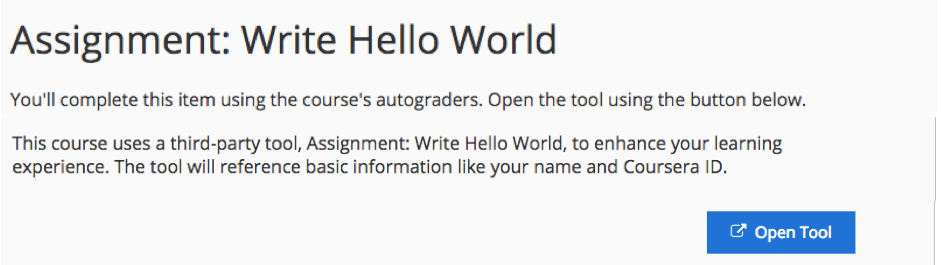 Assignment: Write Hello World
You'll complete this item using the course's autograders. Open the tool using the button below.
This course uses a third-party tool, Assignment: Write Hello World, to enhance your learning
experience. The tool will reference basic information like your name and Coursera ID.
Open Tool